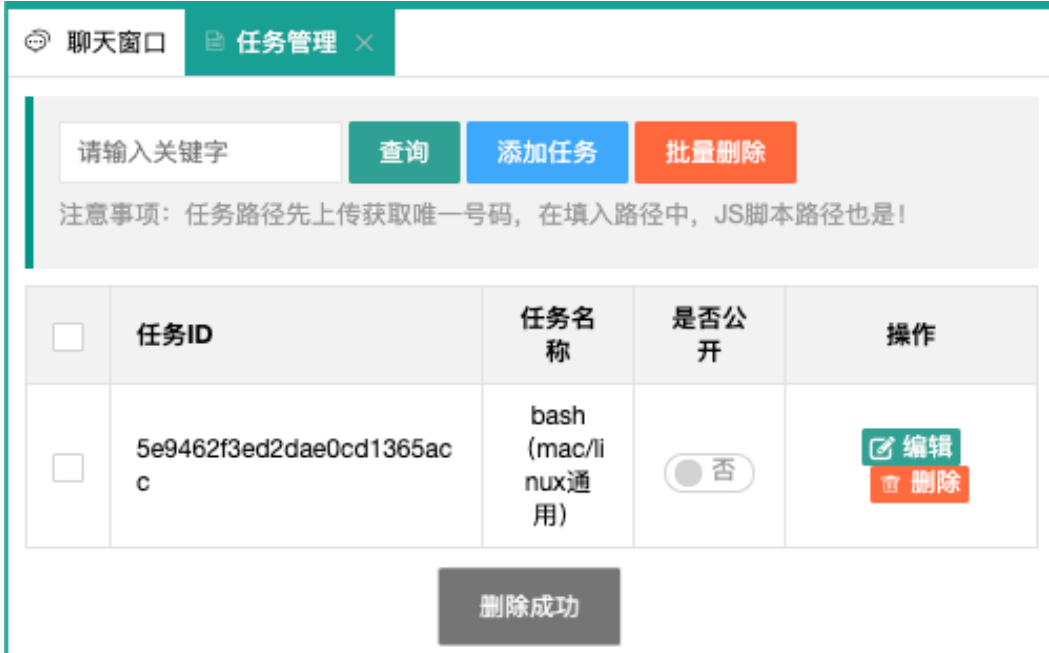 聊天窗口 任务管理
请输入关键字 查询 添加任务 批量删除
注意事项：任务路径先上传获取唯一号码，在填入路径中，JS脚本路径也是！
任务ID
任务名
称
是否公
开
操作
5e9462f3ed2dae0cd1365ac
c
bash
（mac/li
nux通
用）
否
编辑
删除
删除成功